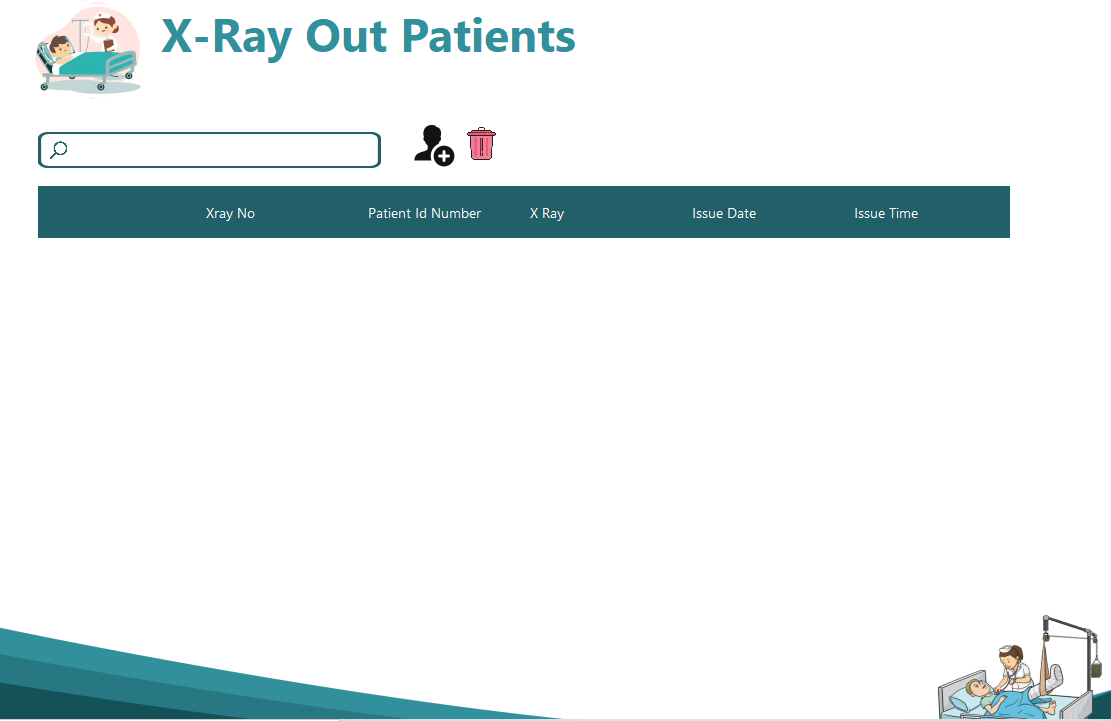 X-Ray Out Patients
Xray No Patient Id Number X Ray Issue Date Issue Time